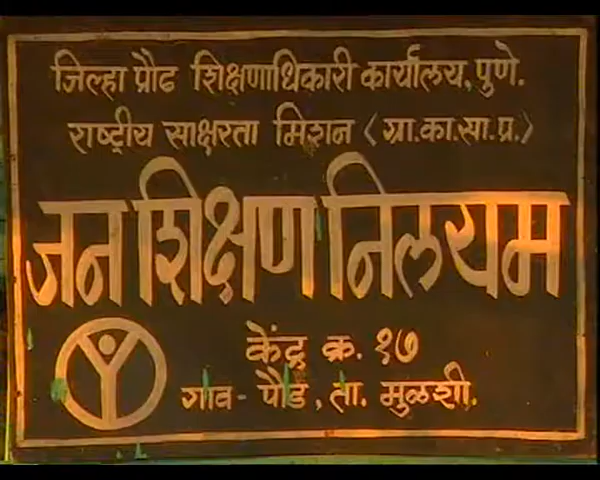 जिल्हा प्रौढ शिक्षणाधिकारी कार्यालय, पुणे.
राष्ट्रीय साक्षरता मिशन (ग्रा.का.सा.प्र.)
जन शिक्षण निलयम
केंद्र क्र. १७
गाव- पौड, ता. मुळशी.